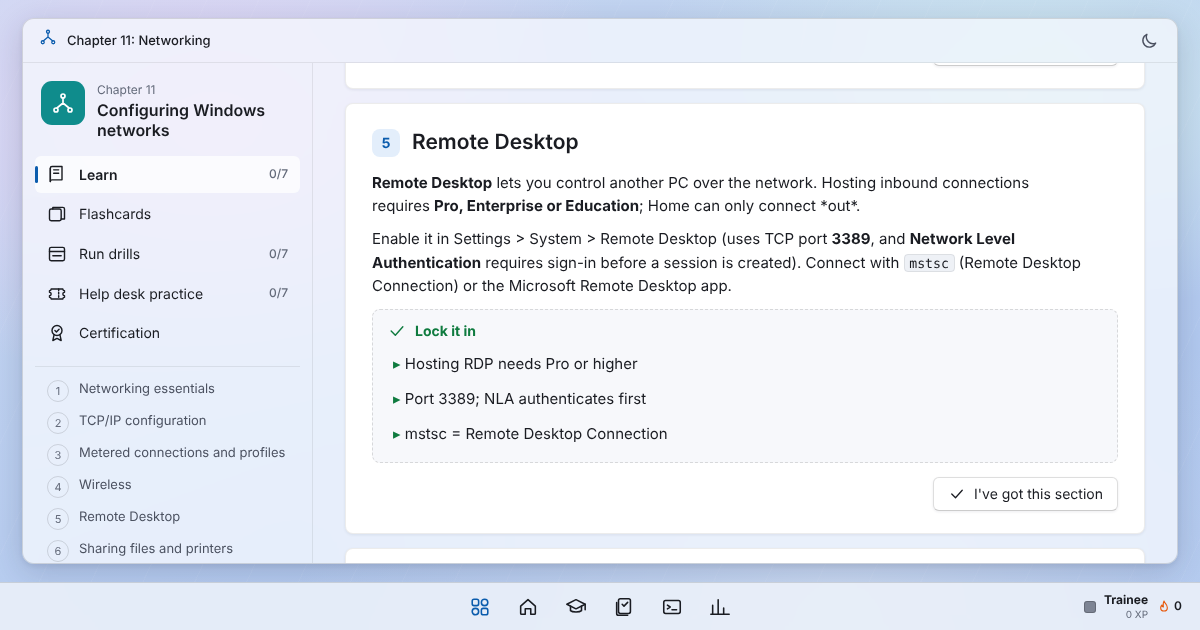 Chapter 11: Networking
Chapter 11
Configuring Windows
networks
Learn 0/7
Flashcards
Run drills 0/7
Help desk practice 0/7
Certification
1 Networking essentials
2 TCP/IP configuration
3 Metered connections and profiles
4 Wireless
5 Remote Desktop
6 Sharing files and printers
5 Remote Desktop
Remote Desktop lets you control another PC over the network. Hosting inbound connections
requires Pro, Enterprise or Education; Home can only connect *out*.
Enable it in Settings > System > Remote Desktop (uses TCP port 3389, and Network Level
Authentication requires sign-in before a session is created). Connect with mstsc (Remote Desktop
Connection) or the Microsoft Remote Desktop app.
Lock it in
▸ Hosting RDP needs Pro or higher
▸ Port 3389; NLA authenticates first
▸ mstsc = Remote Desktop Connection
I've got this section
Trainee
0 XP
0